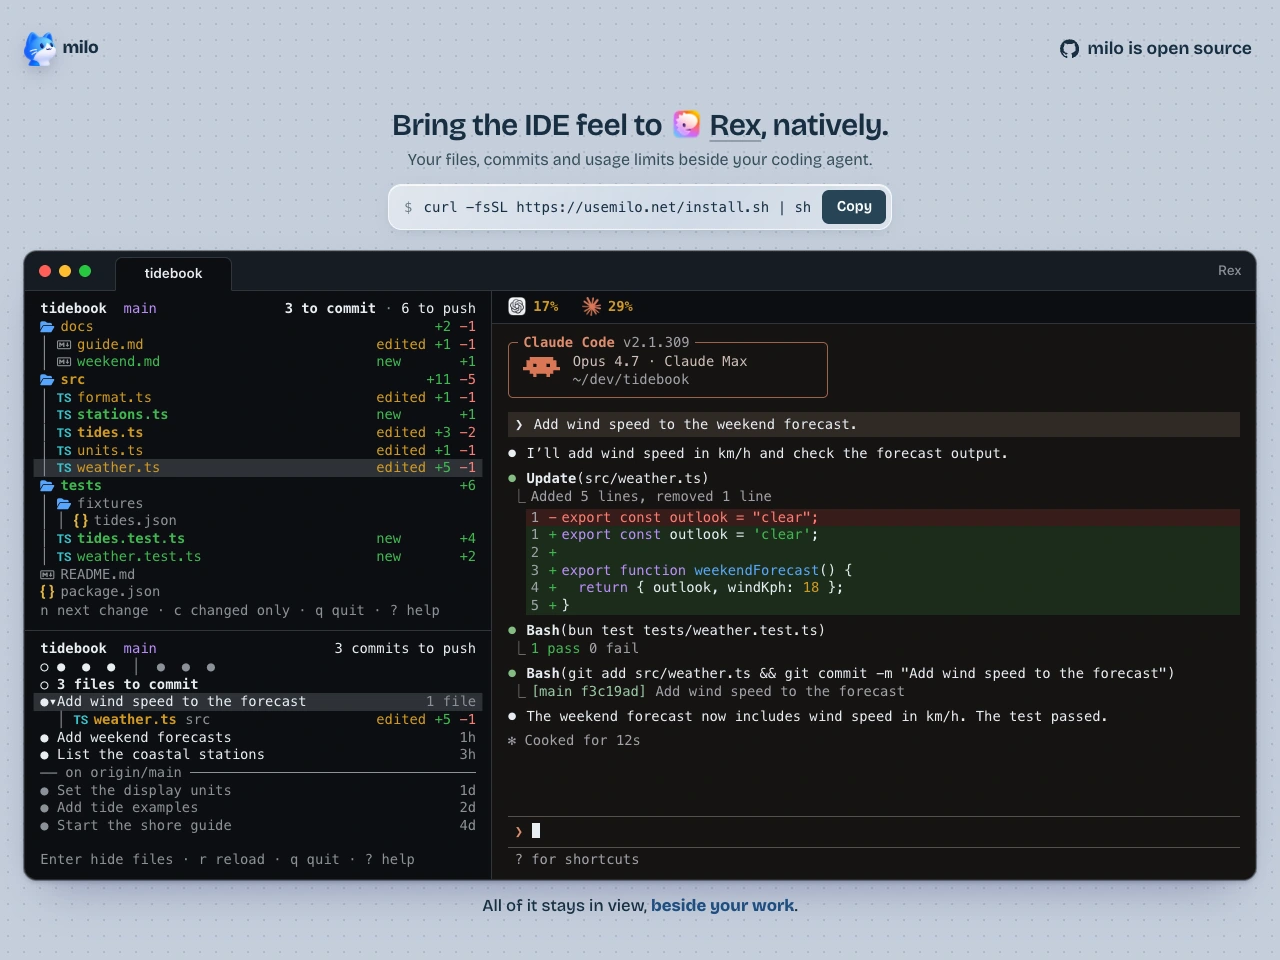 milo
milo is open source
Bring the IDE feel to Rex, natively.
Your files, commits and usage limits beside your coding agent.
$ curl -fsSL https://usemilo.net/install.sh | sh Copy
tidebook
Rex
tidebook main 3 to commit · 6 to push
docs +2 −1
guide.md edited +1 −1
weekend.md new +1
src +11 −5
TS format.ts edited +1 −1
TS stations.ts new +1
TS tides.ts edited +3 −2
TS units.ts edited +1 −1
TS weather.ts edited +5 −1
tests +6
fixtures
{} tides.json
TS tides.test.ts new +4
TS weather.test.ts new +2
README.md
{} package.json
n next change · c changed only · q quit · ? help
tidebook main 3 commits to push
3 files to commit
Add wind speed to the forecast 1 file
TS weather.ts src edited +5 −1
Add weekend forecasts 1h
List the coastal stations 3h
on origin/main
Set the display units 1d
Add tide examples 2d
Start the shore guide 4d
Enter hide files · r reload · q quit · ? help
17% 29%
Claude Code v2.1.309
Opus 4.7 · Claude Max
~/dev/tidebook
❯ Add wind speed to the weekend forecast.
● I’ll add wind speed in km/h and check the forecast output.
● Update(src/weather.ts)
Added 5 lines, removed 1 line
1 − export const outlook = "clear";
1 + export const outlook = 'clear';
2 +
3 + export function weekendForecast() {
4 + return { outlook, windKph: 18 };
5 + }
● Bash(bun test tests/weather.test.ts)
1 pass 0 fail
● Bash(git add src/weather.ts && git commit -m "Add wind speed to the forecast")
[main f3c19ad] Add wind speed to the forecast
● The weekend forecast now includes wind speed in km/h. The test passed.
✻ Cooked for 12s
❯
? for shortcuts
All of it stays in view, beside your work.